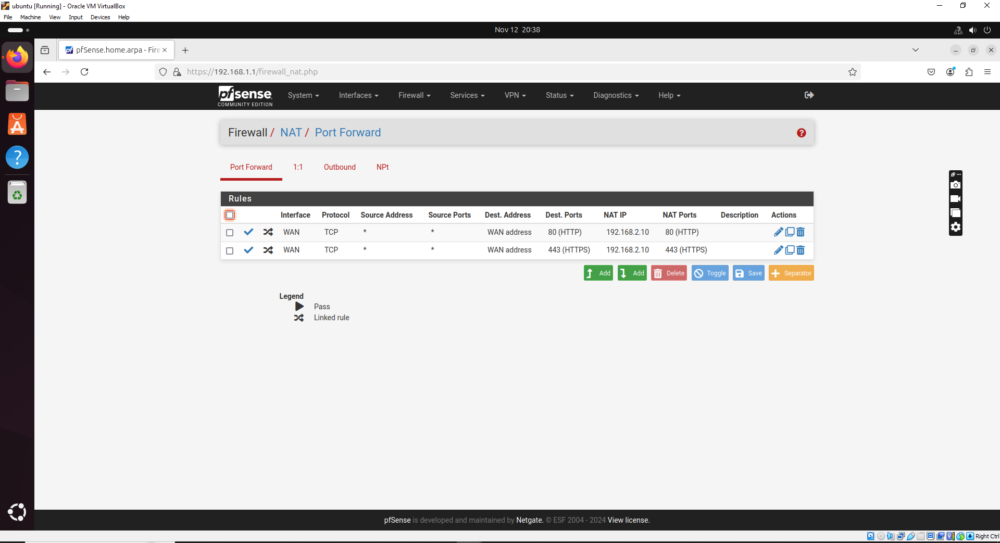 ubuntu [Running] - Oracle VM VirtualBox
File Machine View Input Devices Help
Nov 12 20:38
pfSense.home.arpa - Fire
https://192.168.1.1/firewall_nat.php
pfsense COMMUNITY EDITION
System Interfaces Firewall Services VPN Status Diagnostics Help
Firewall / NAT / Port Forward
Port Forward 1:1 Outbound NPt
Rules
Interface Protocol Source Address Source Ports Dest. Address Dest. Ports NAT IP NAT Ports Description Actions
WAN TCP * * WAN address 80 (HTTP) 192.168.2.10 80 (HTTP)
WAN TCP * * WAN address 443 (HTTPS) 192.168.2.10 443 (HTTPS)
Add Add Delete Toggle Save Separator
Legend
Pass
Linked rule
pfSense is developed and maintained by Netgate. © ESF 2004 - 2024 View license.
Right Ctrl